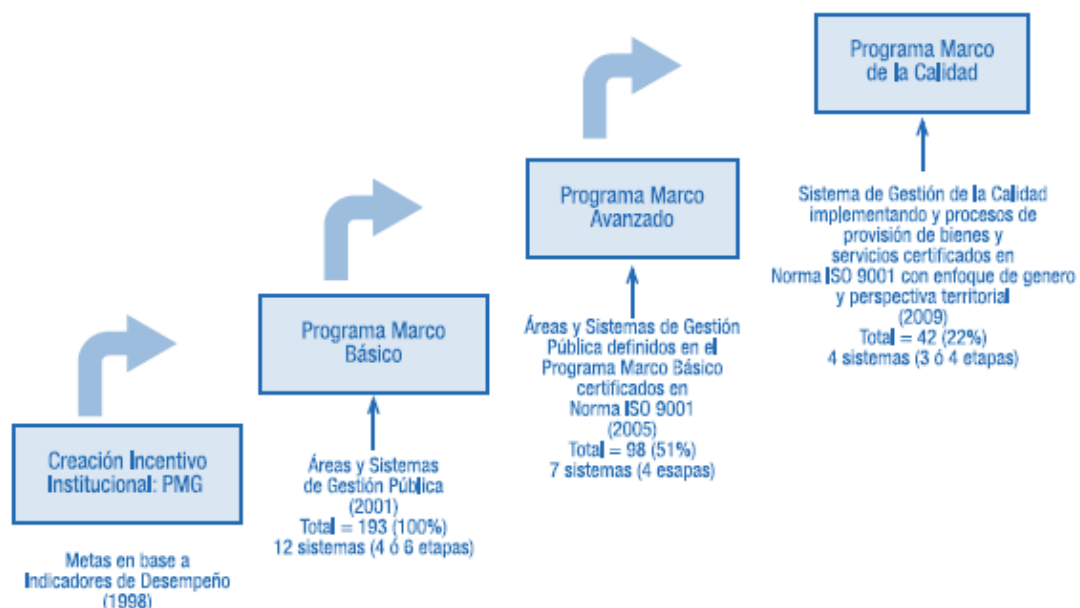 Creación Incentivo
Institucional: PMG
Metas en base a
Indicadores de Desempeño
(1998)
Programa Marco
Básico
Áreas y Sistemas
de Gestión Pública
(2001)
Total = 193 (100%)
12 sistemas (4 ó 6 etapas)
Programa Marco
Avanzado
Áreas y Sistemas de Gestión
Pública definidos en el
Programa Marco Básico
certificados en
Norma ISO 9001
(2005)
Total = 98 (51%)
7 sistemas (4 esapas)
Programa Marco
de la Calidad
Sistema de Gestión de la Calidad
implementando y procesos de
provisión de bienes y
servicios certificados en
Norma ISO 9001 con enfoque de genero
y perspectiva territorial
(2009)
Total = 42 (22%)
4 sistemas (3 ó 4 etapas)